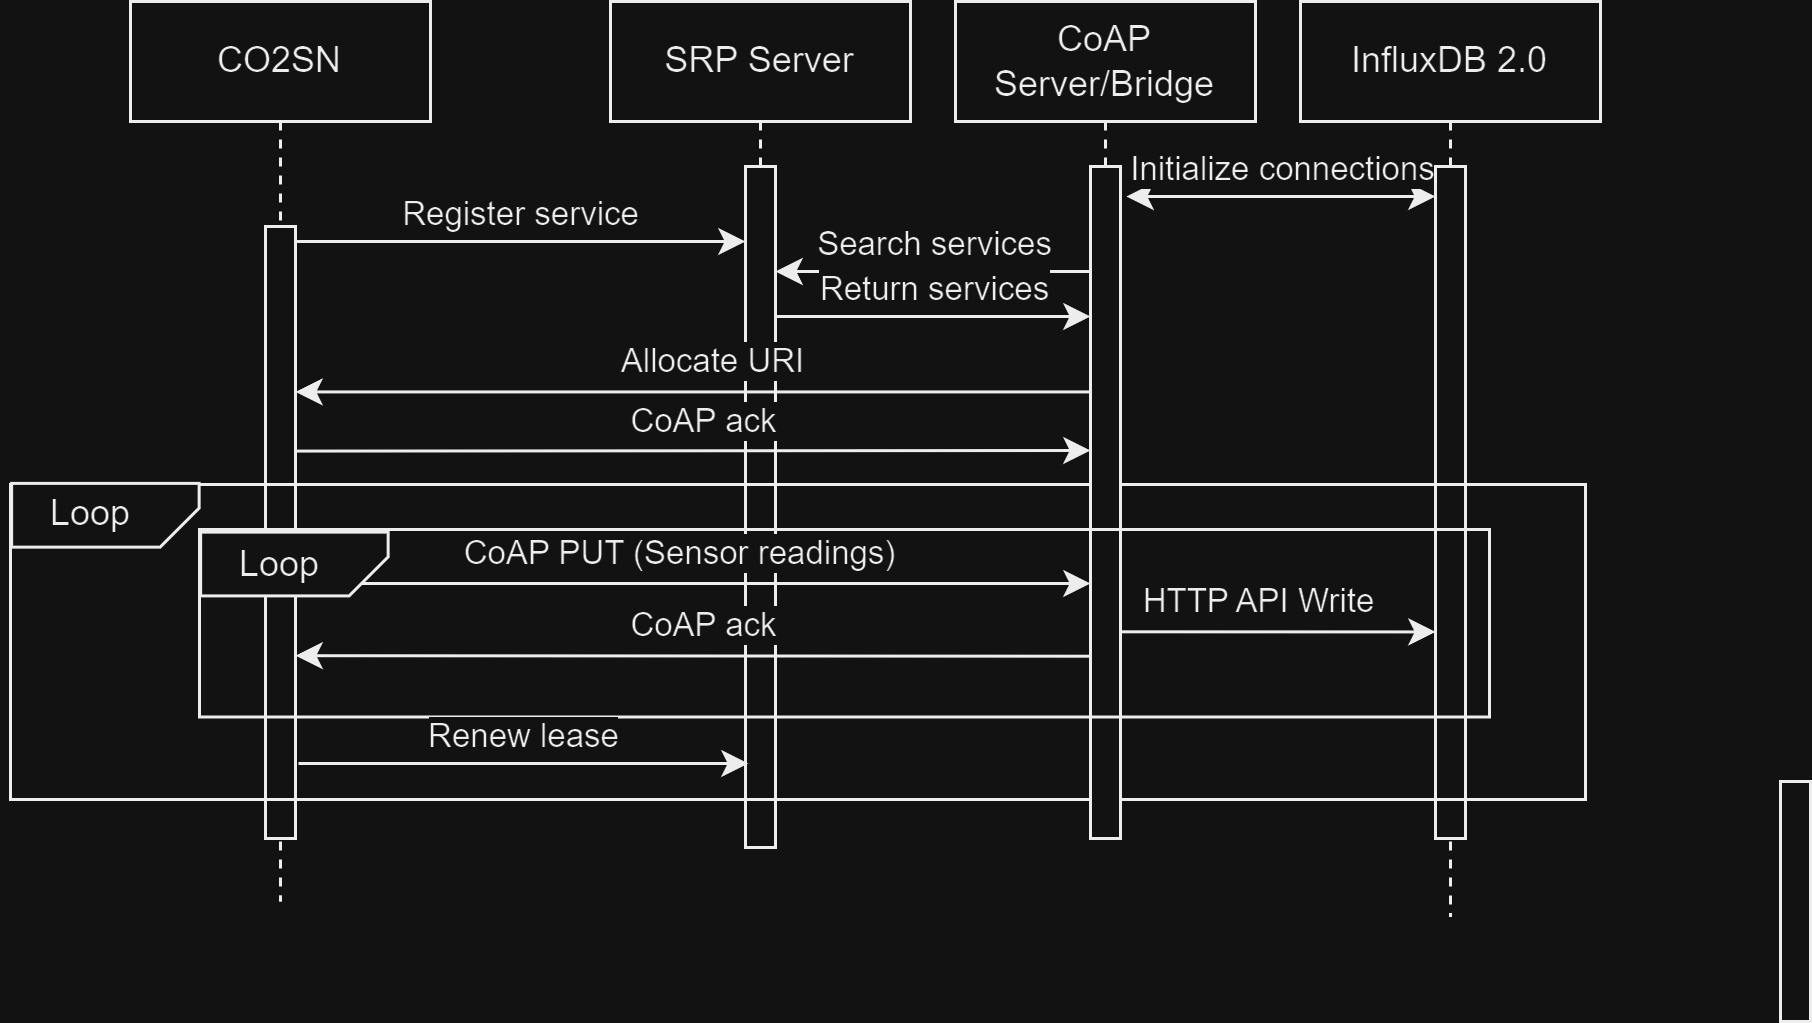 CO2SN
SRP Server
CoAP
Server/Bridge
InfluxDB 2.0
Initialize connections
Register service
Search services
Return services
Allocate URI
CoAP ack
Loop
Loop
CoAP PUT (Sensor readings)
HTTP API Write
CoAP ack
Renew lease